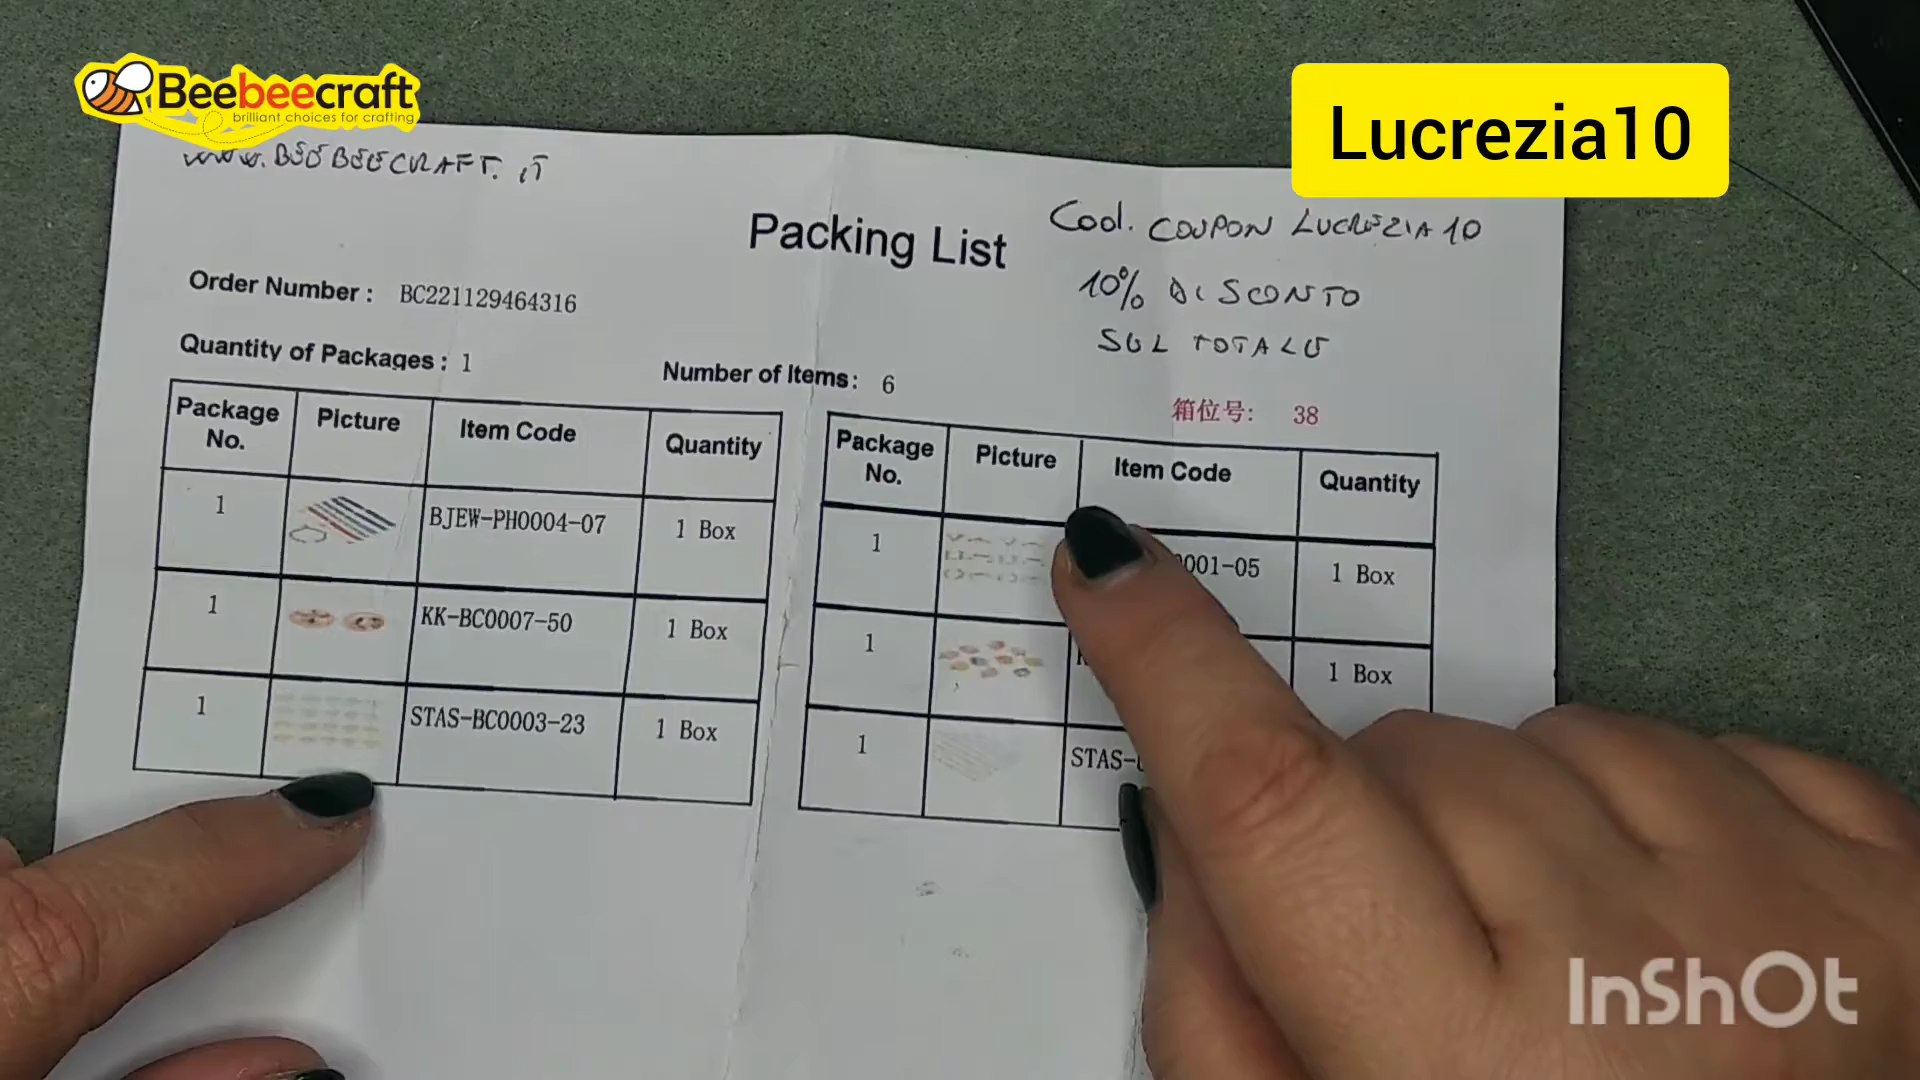 Beebeecraft
brilliant choices for crafting
Lucrezia10
www.BEEBEECRAFT.iT
Packing List
Cod. COUPON LUCREZIA10
10% DI SCONTO
SUL TOTALE
Order Number: BC221129464316
Quantity of Packages: 1
Number of Items: 6
箱位号: 38
Package No. Picture Item Code Quantity
1 BJEW-PH0004-07 1 Box
1 KK-BC0007-50 1 Box
1 STAS-BC0003-23 1 Box
Package No. Picture Item Code Quantity
1 001-05 1 Box
1 1 Box
1 STAS-
InShOt